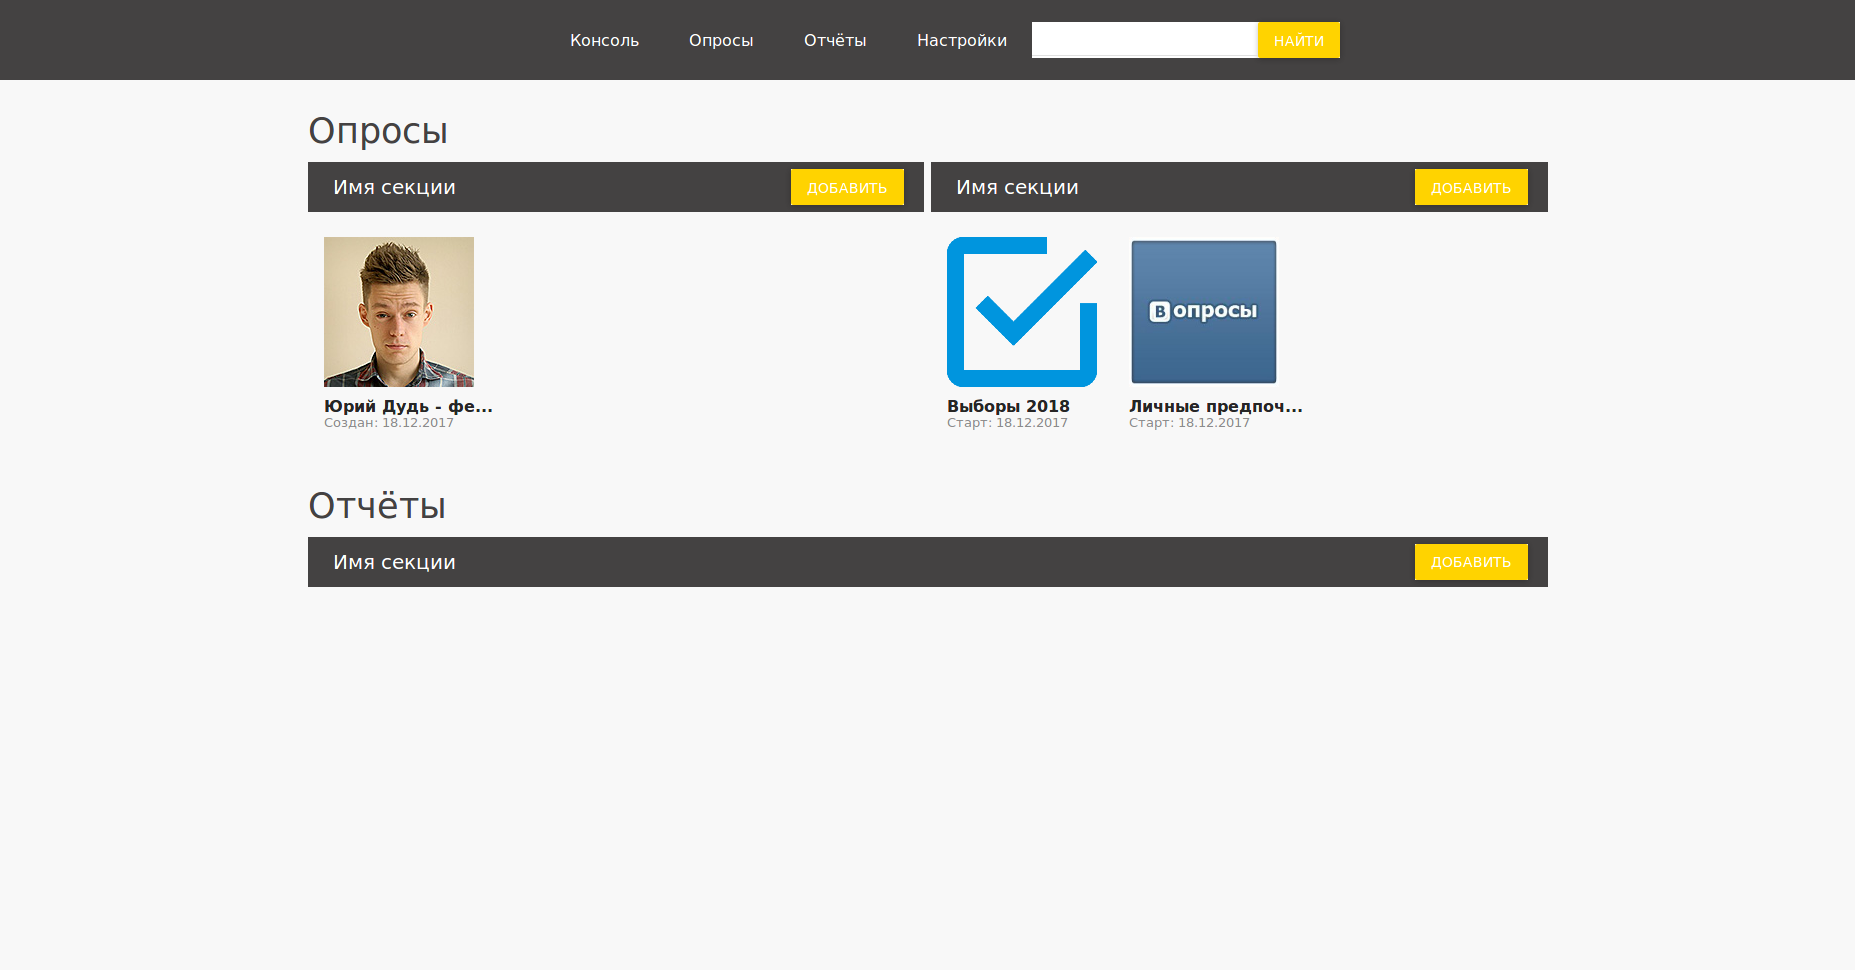 Консоль Опросы Отчёты Настройки НАЙТИ
Опросы
Имя секции ДОБАВИТЬ
Имя секции ДОБАВИТЬ
Юрий Дудь - фе...
Создан: 18.12.2017
Выборы 2018
Старт: 18.12.2017
В опросы
Личные предпоч...
Старт: 18.12.2017
Отчёты
Имя секции ДОБАВИТЬ